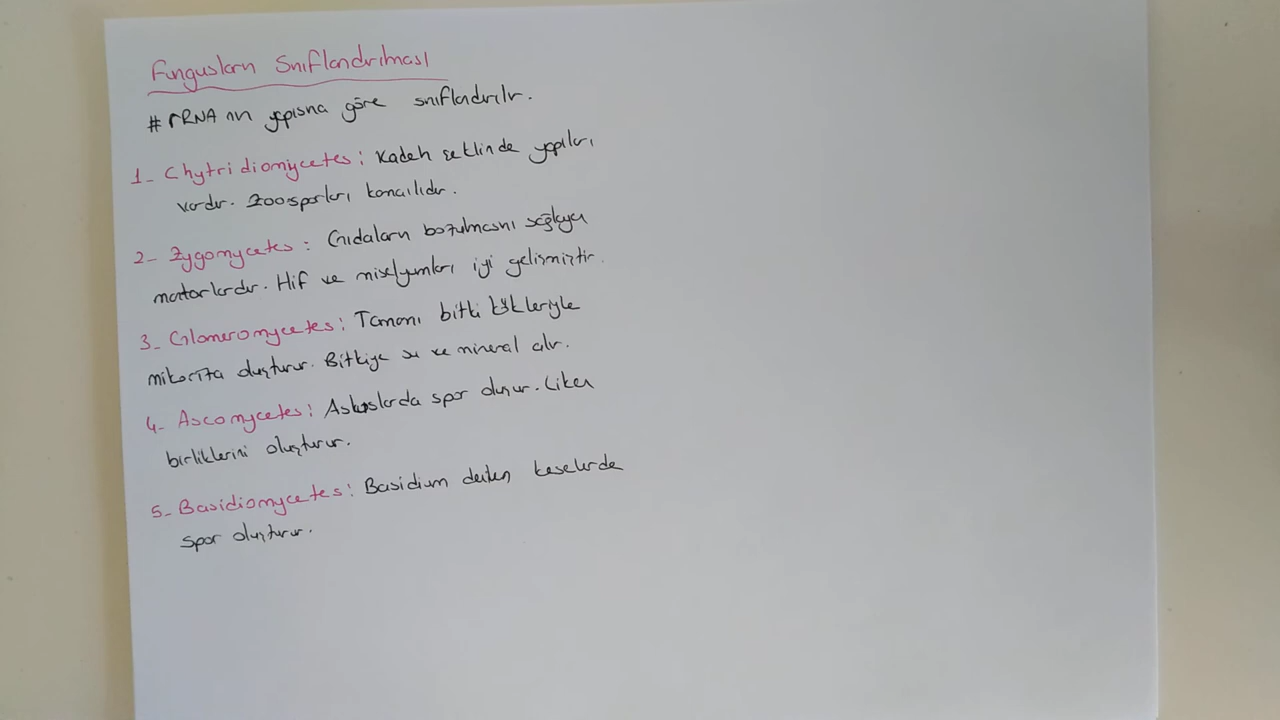 Fungusların Sınıflandırılması
# rRNA nın yapısına göre sınıflandırılır.
1- Chytridiomycetes: Kadeh şeklinde yapıları
vardır. Zoosporları kamçılıdır.
2- Zygomycetes: Gıdaların bozulmasını sağlayan
mantarlardır. Hif ve miselyumları iyi gelişmiştir.
3- Glomeromycetes: Tamamı bitki kökleriyle
mikoriza oluşturur. Bitkiye su ve mineral alır.
4- Ascomycetes: Askuslarda spor oluşur. Liken
birliklerini oluşturur.
5- Basidiomycetes: Basidium denilen keselerde
spor oluşturur.